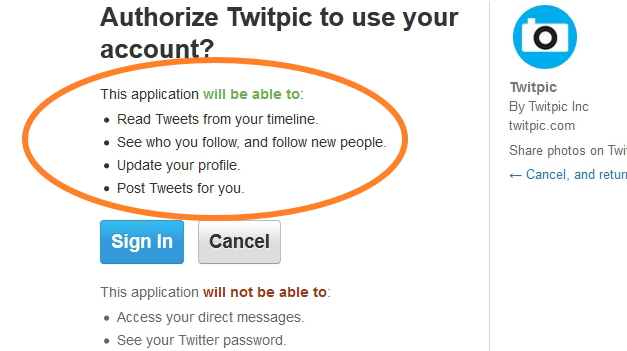 Authorize Twitpic to use your
account?
This application will be able to:
Read Tweets from your timeline.
See who you follow, and follow new people.
Update your profile.
Post Tweets for you.
Sign In
Cancel
This application will not be able to:
Access your direct messages.
See your Twitter password.
Twitpic
By Twitpic Inc
twitpic.com
Share photos on Twi
← Cancel, and return